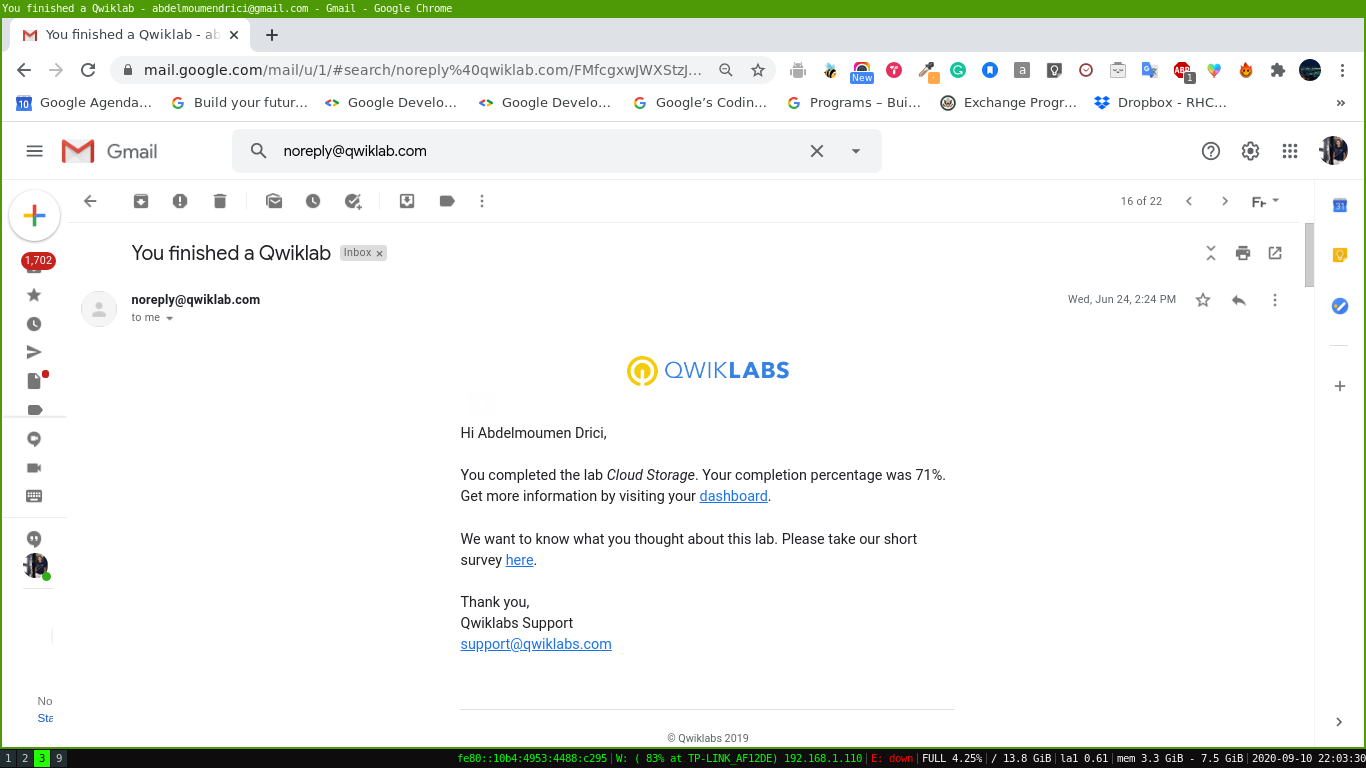 You finished a Qwiklab - abdelmoumendrici@gmail.com - Gmail - Google Chrome
You finished a Qwiklab - ab
mail.google.com/mail/u/1/#search/noreply%40qwiklab.com/FMfcgxwJWXStzJ...
New
1
Google Agenda...
Build your futur...
Google Develo...
Google Develo...
Google's Codin...
Programs – Bui...
Exchange Progr...
Dropbox - RHC...
»
Gmail
noreply@qwiklab.com
16 of 22
1,702
You finished a Qwiklab
Inbox ×
noreply@qwiklab.com
Wed, Jun 24, 2:24 PM
to me
QWIKLABS
Hi Abdelmoumen Drici,
You completed the lab Cloud Storage. Your completion percentage was 71%.
Get more information by visiting your dashboard.
We want to know what you thought about this lab. Please take our short
survey here.
Thank you,
Qwiklabs Support
support@qwiklabs.com
No
Sta
© Qwiklabs 2019
1 2 3 9
fe80::10b4:4953:4488:c295 | W: ( 83% at TP-LINK_AF12DE) 192.168.1.110 | E: down | FULL 4.25% | / 13.8 GiB | la1 0.61 | mem 3.3 GiB - 7.5 GiB | 2020-09-10 22:03:30